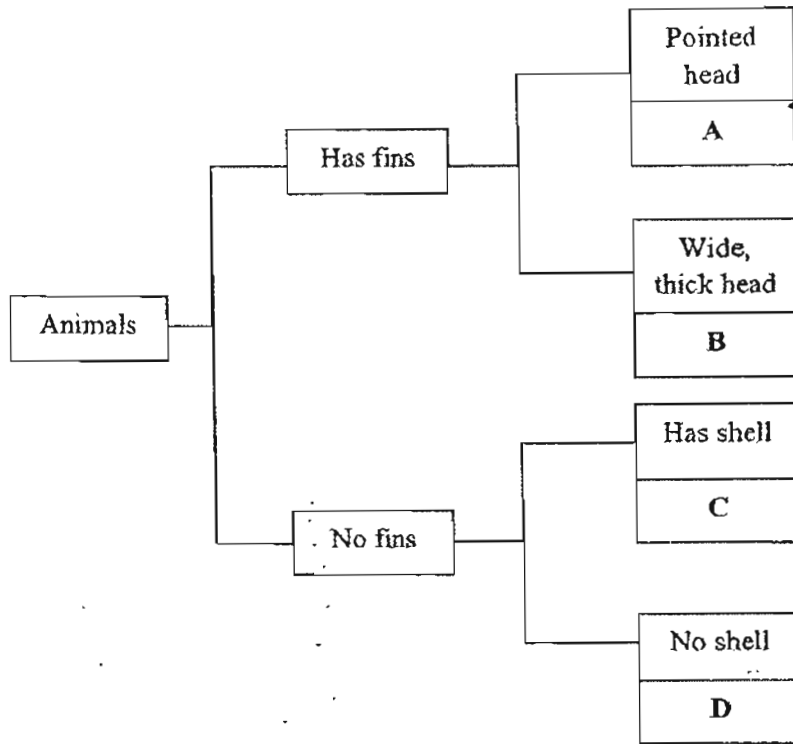 Animals
Has fins
No fins
Pointed
head
A
Wide,
thick head
B
Has shell
C
No shell
D